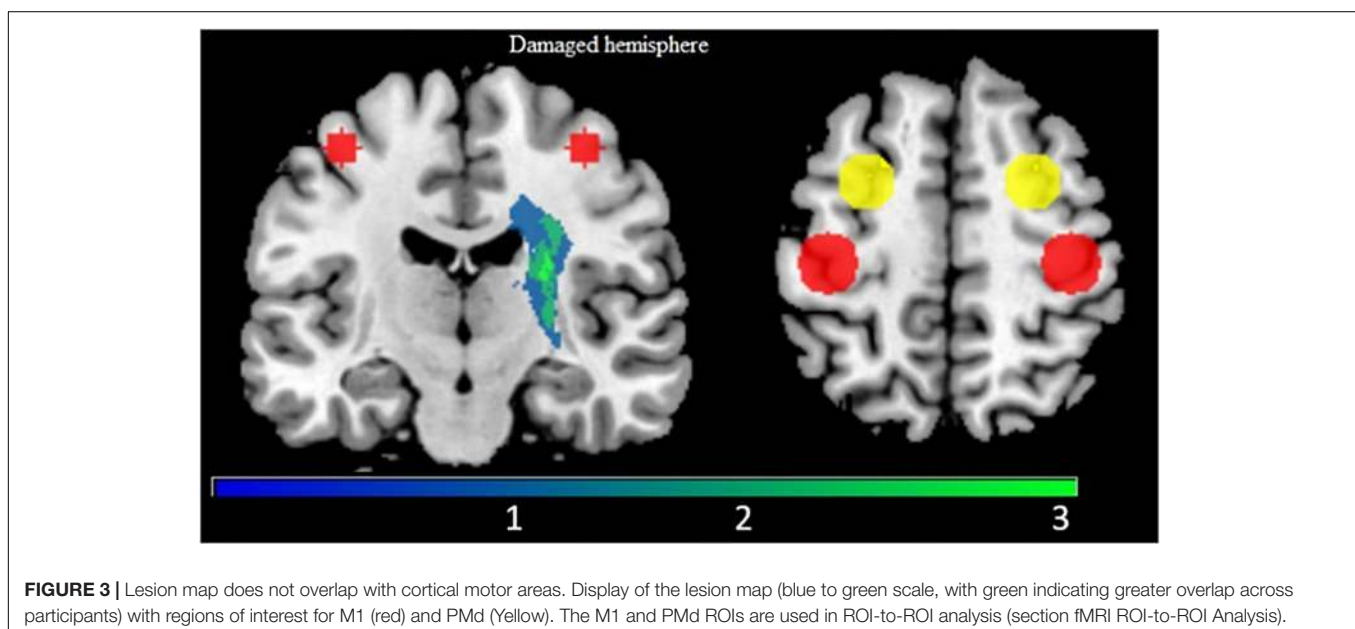 Damaged hemisphere
1 2 3
FIGURE 3 | Lesion map does not overlap with cortical motor areas. Display of the lesion map (blue to green scale, with green indicating greater overlap across
participants) with regions of interest for M1 (red) and PMd (Yellow). The M1 and PMd ROIs are used in ROI-to-ROI analysis (section fMRI ROI-to-ROI Analysis).